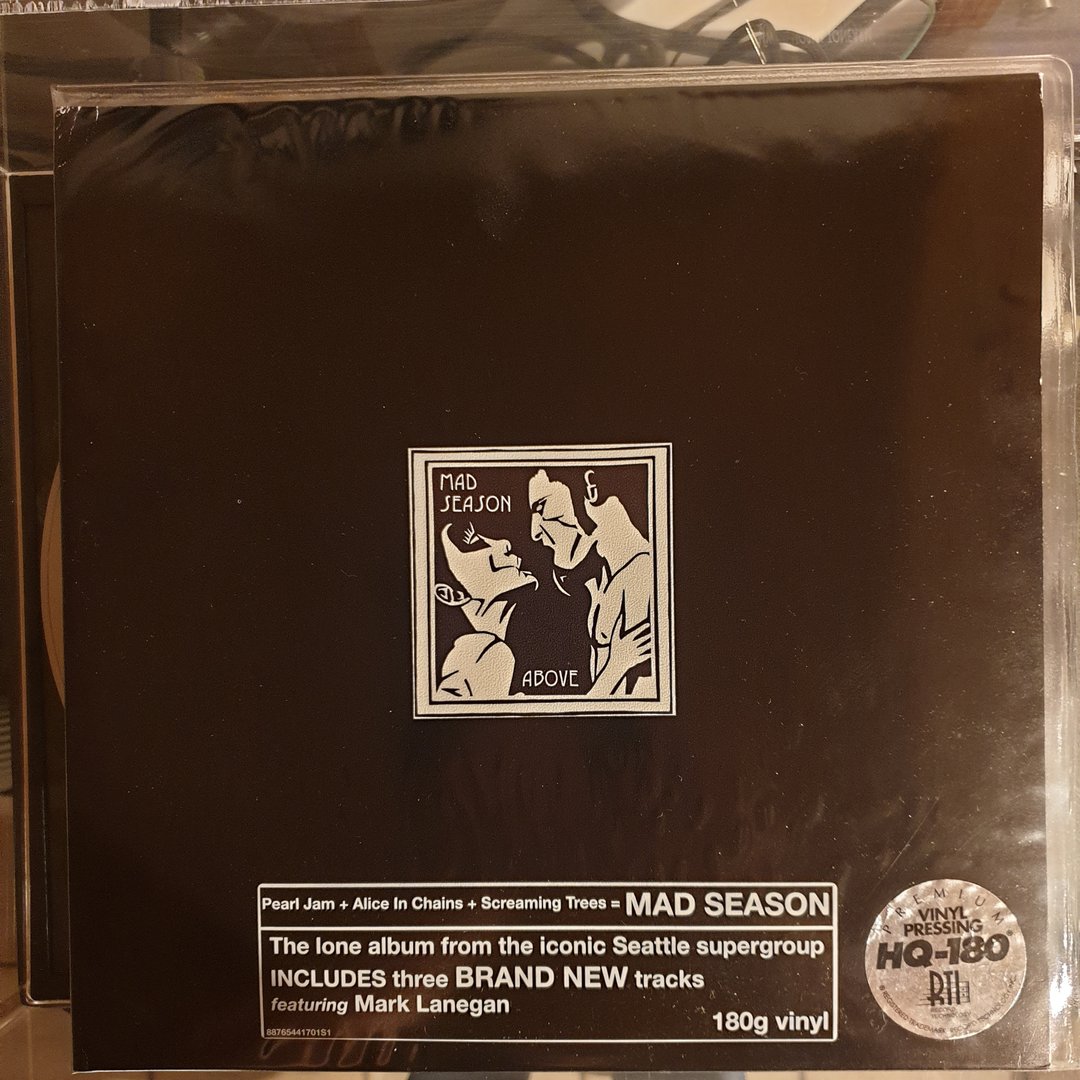 MAD
SEASON
ABOVE
Pearl Jam + Alice In Chains + Screaming Trees = MAD SEASON
The lone album from the iconic Seattle supergroup
INCLUDES three BRAND NEW tracks
featuring Mark Lanegan
180g vinyl
88765441701S1
PREMIUM
VINYL
PRESSING
HQ-180
RTI